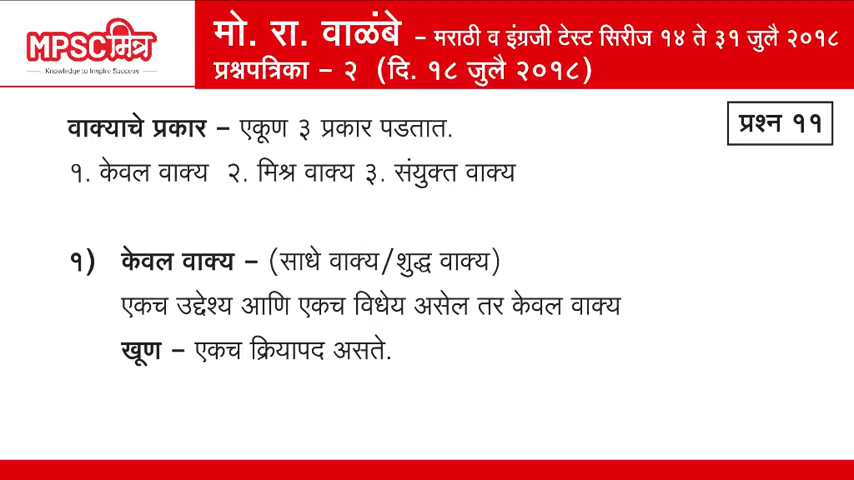 MPSCमित्र
Knowledge to Inspire Success
मो. रा. वाळंबे – मराठी व इंग्रजी टेस्ट सिरीज १४ ते ३१ जुलै २०१८
प्रश्नपत्रिका – २ (दि. १८ जुलै २०१८)
प्रश्न ११
वाक्याचे प्रकार – एकूण ३ प्रकार पडतात.
१. केवल वाक्य २. मिश्र वाक्य ३. संयुक्त वाक्य
१) केवल वाक्य – (साधे वाक्य/शुद्ध वाक्य)
एकच उद्देश्य आणि एकच विधेय असेल तर केवल वाक्य
खूण – एकच क्रियापद असते.